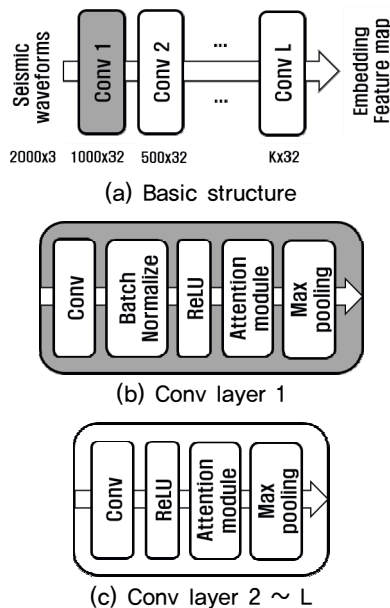 Seismic
waveforms
Conv 1
Conv 2
...
...
Conv L
Embedding
Feature map
2000x3
1000x32
500x32
Kx32
(a) Basic structure
Conv
Batch
Normalize
ReLU
Attention
module
Max
pooling
(b) Conv layer 1
Conv
ReLU
Attention
module
Max
pooling
(c) Conv layer 2 ~ L